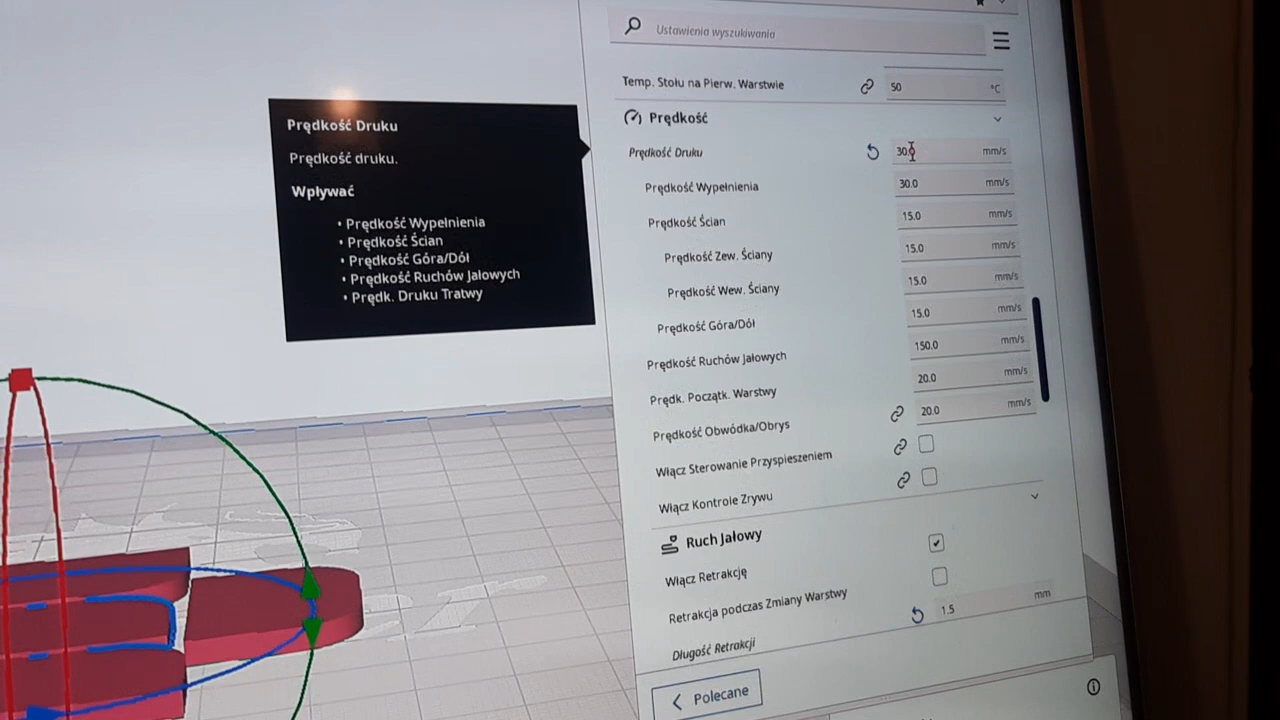 Ustawienia wyszukiwania
Temp. Stołu na Pierw. Warstwie 50 °C
Prędkość
Prędkość Druku 30.0 mm/s
Prędkość Wypełnienia 30.0 mm/s
Prędkość Ścian 15.0 mm/s
Prędkość Zew. Ściany 15.0 mm/s
Prędkość Wew. Ściany 15.0 mm/s
Prędkość Góra/Dół 15.0 mm/s
Prędkość Ruchów Jałowych 150.0 mm/s
Prędk. Początk. Warstwy 20.0 mm/s
Prędkość Obwódka/Obrys 20.0 mm/s
Włącz Sterowanie Przyspieszeniem
Włącz Kontrole Zrywu
Ruch Jałowy
Włącz Retrakcję
Retrakcja podczas Zmiany Warstwy
Długość Retrakcji 1.5 mm
Polecane
Prędkość Druku
Prędkość druku.
Wpływać
• Prędkość Wypełnienia
• Prędkość Ścian
• Prędkość Góra/Dół
• Prędkość Ruchów Jałowych
• Prędk. Druku Tratwy